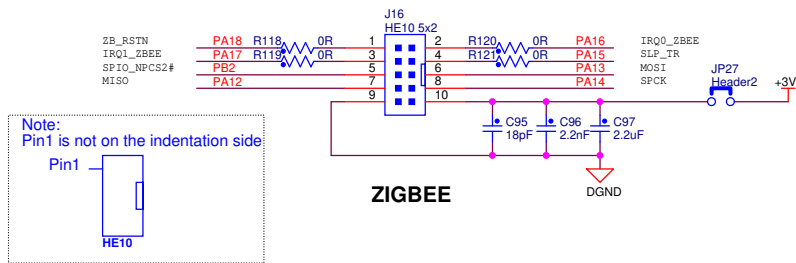 J16
HE10 5x2
ZB_RSTN PA18 R118 0R 1 2 R120 0R PA16 IRQ0_ZBEE
IRQ1_ZBEE PA17 R119 0R 3 4 R121 0R PA15 SLP_TR
SPI0_NPCS2# PB2 5 6 PA13 MOSI
MISO PA12 7 8 PA14 SPCK
9 10
JP27
Header2
+3V
C95
18pF
C96
2.2nF
C97
2.2uF
DGND
ZIGBEE
Note:
Pin1 is not on the indentation side
Pin1
HE10